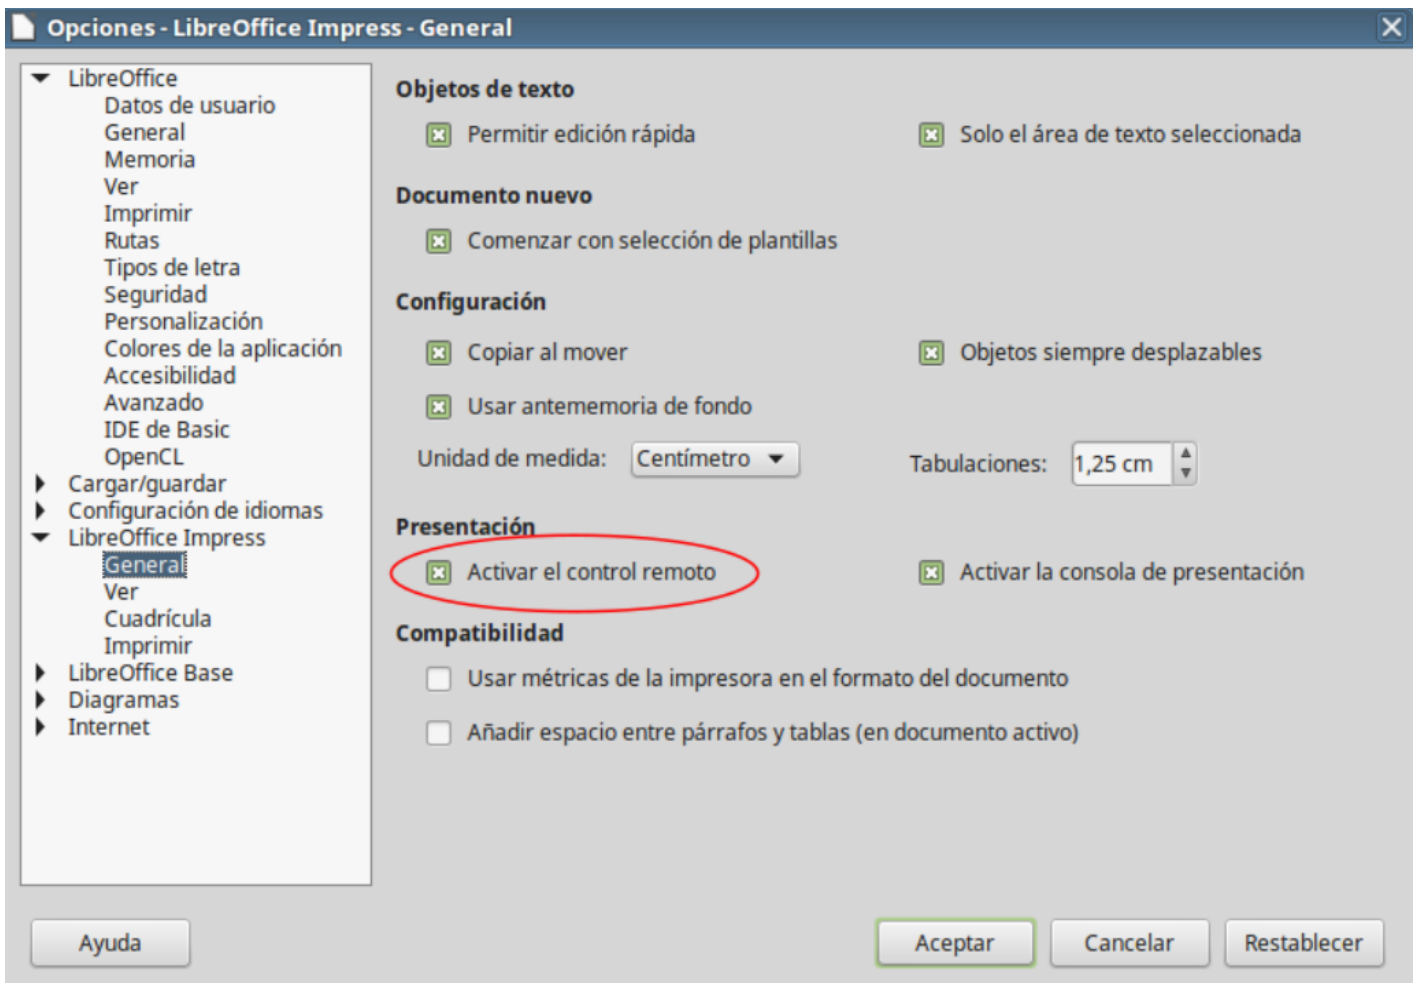 Opciones - LibreOffice Impress - General
LibreOffice
Datos de usuario
General
Memoria
Ver
Imprimir
Rutas
Tipos de letra
Seguridad
Personalización
Colores de la aplicación
Accesibilidad
Avanzado
IDE de Basic
OpenCL
Cargar/guardar
Configuración de idiomas
LibreOffice Impress
General
Ver
Cuadrícula
Imprimir
LibreOffice Base
Diagramas
Internet
Objetos de texto
Permitir edición rápida
Solo el área de texto seleccionada
Documento nuevo
Comenzar con selección de plantillas
Configuración
Copiar al mover
Objetos siempre desplazables
Usar antememoria de fondo
Unidad de medida: Centímetro
Tabulaciones: 1,25 cm
Presentación
Activar el control remoto
Activar la consola de presentación
Compatibilidad
Usar métricas de la impresora en el formato del documento
Añadir espacio entre párrafos y tablas (en documento activo)
Ayuda
Aceptar
Cancelar
Restablecer